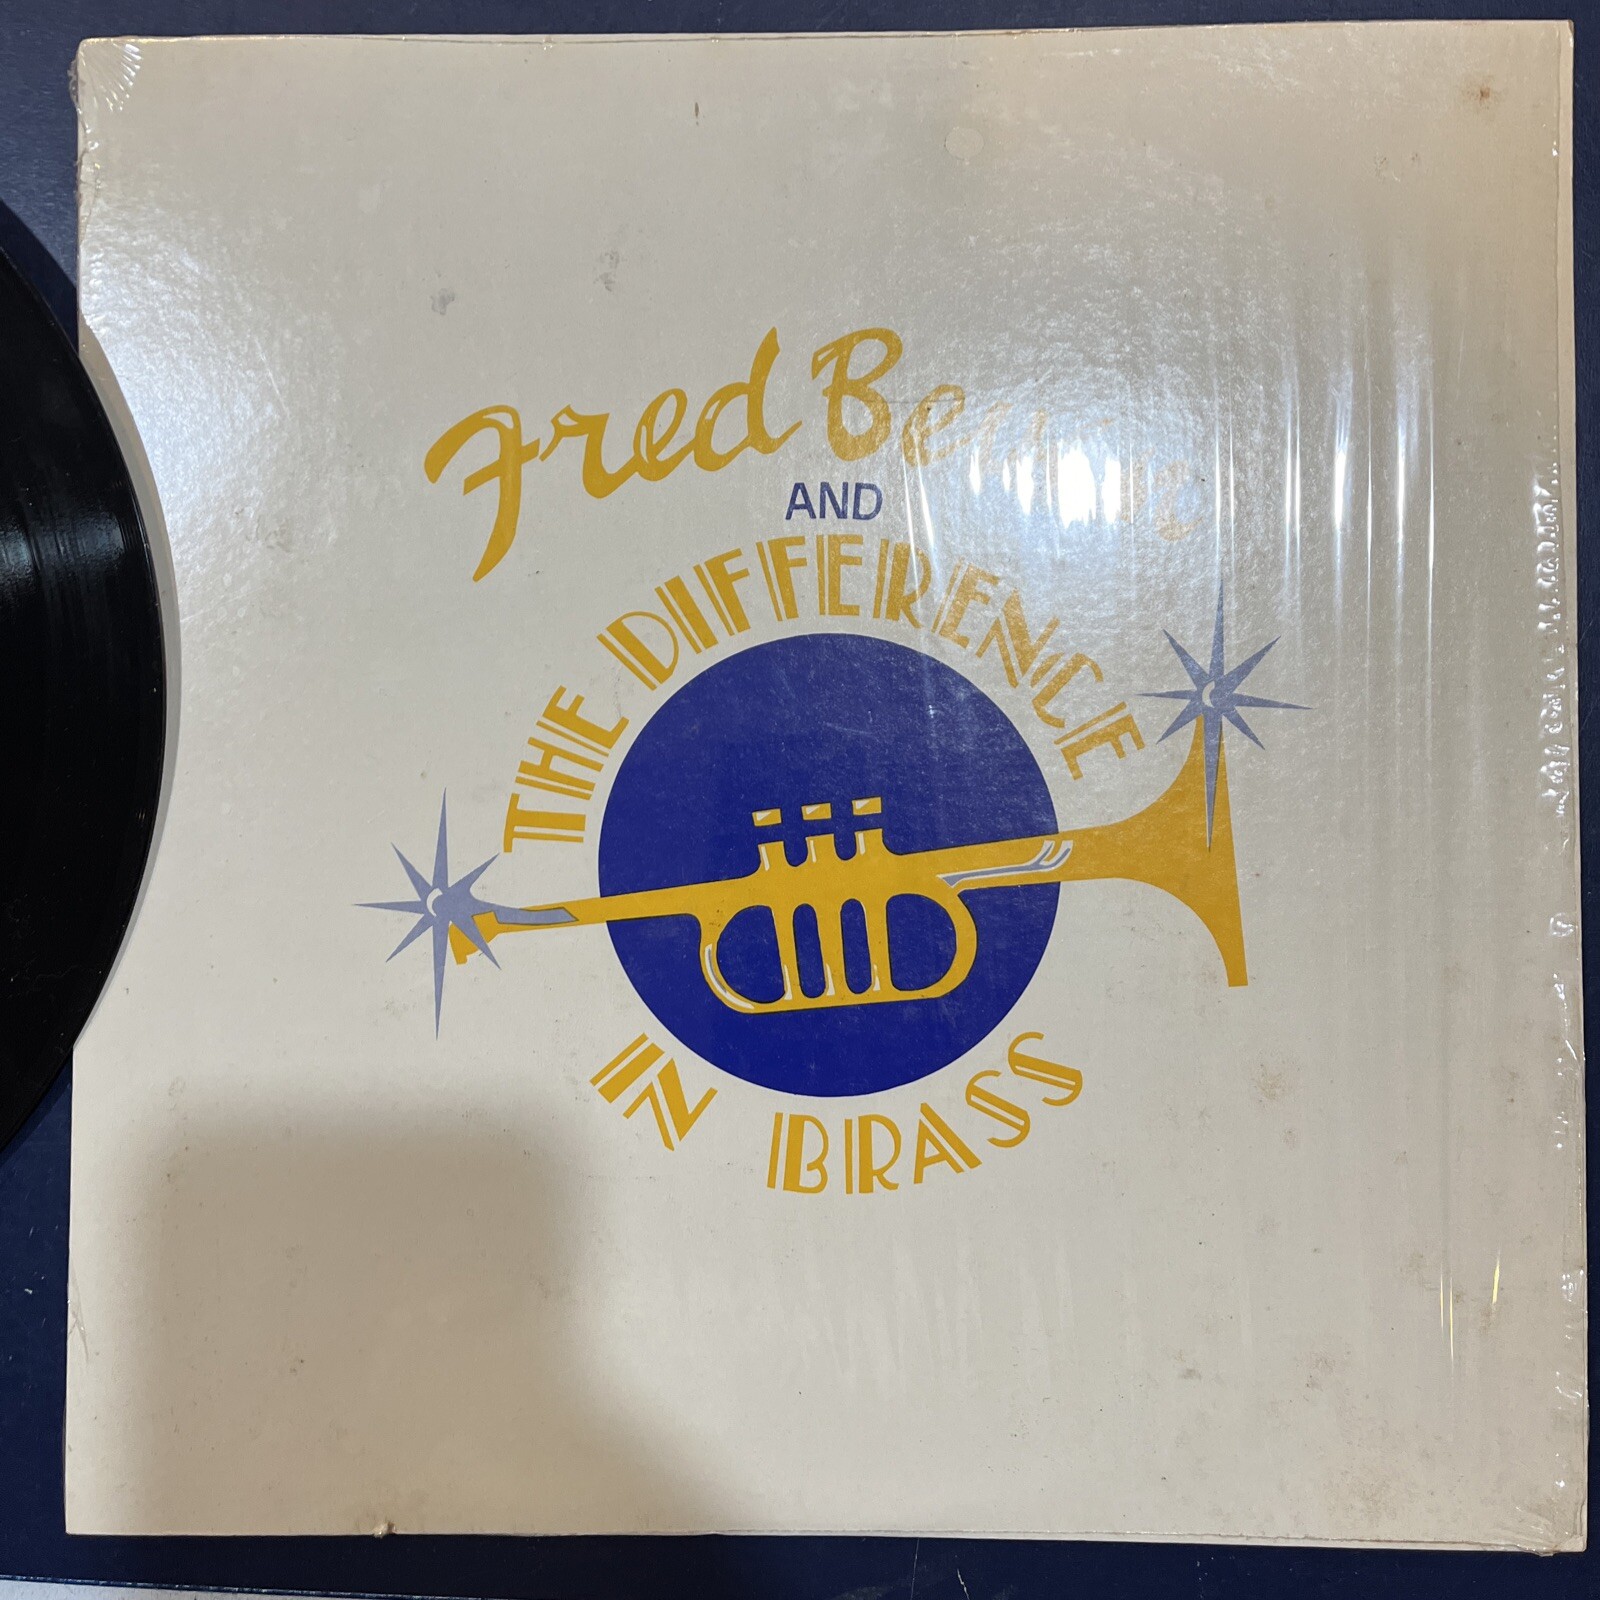 Fred
AND
THE DIFFERENCE
IN BRASS